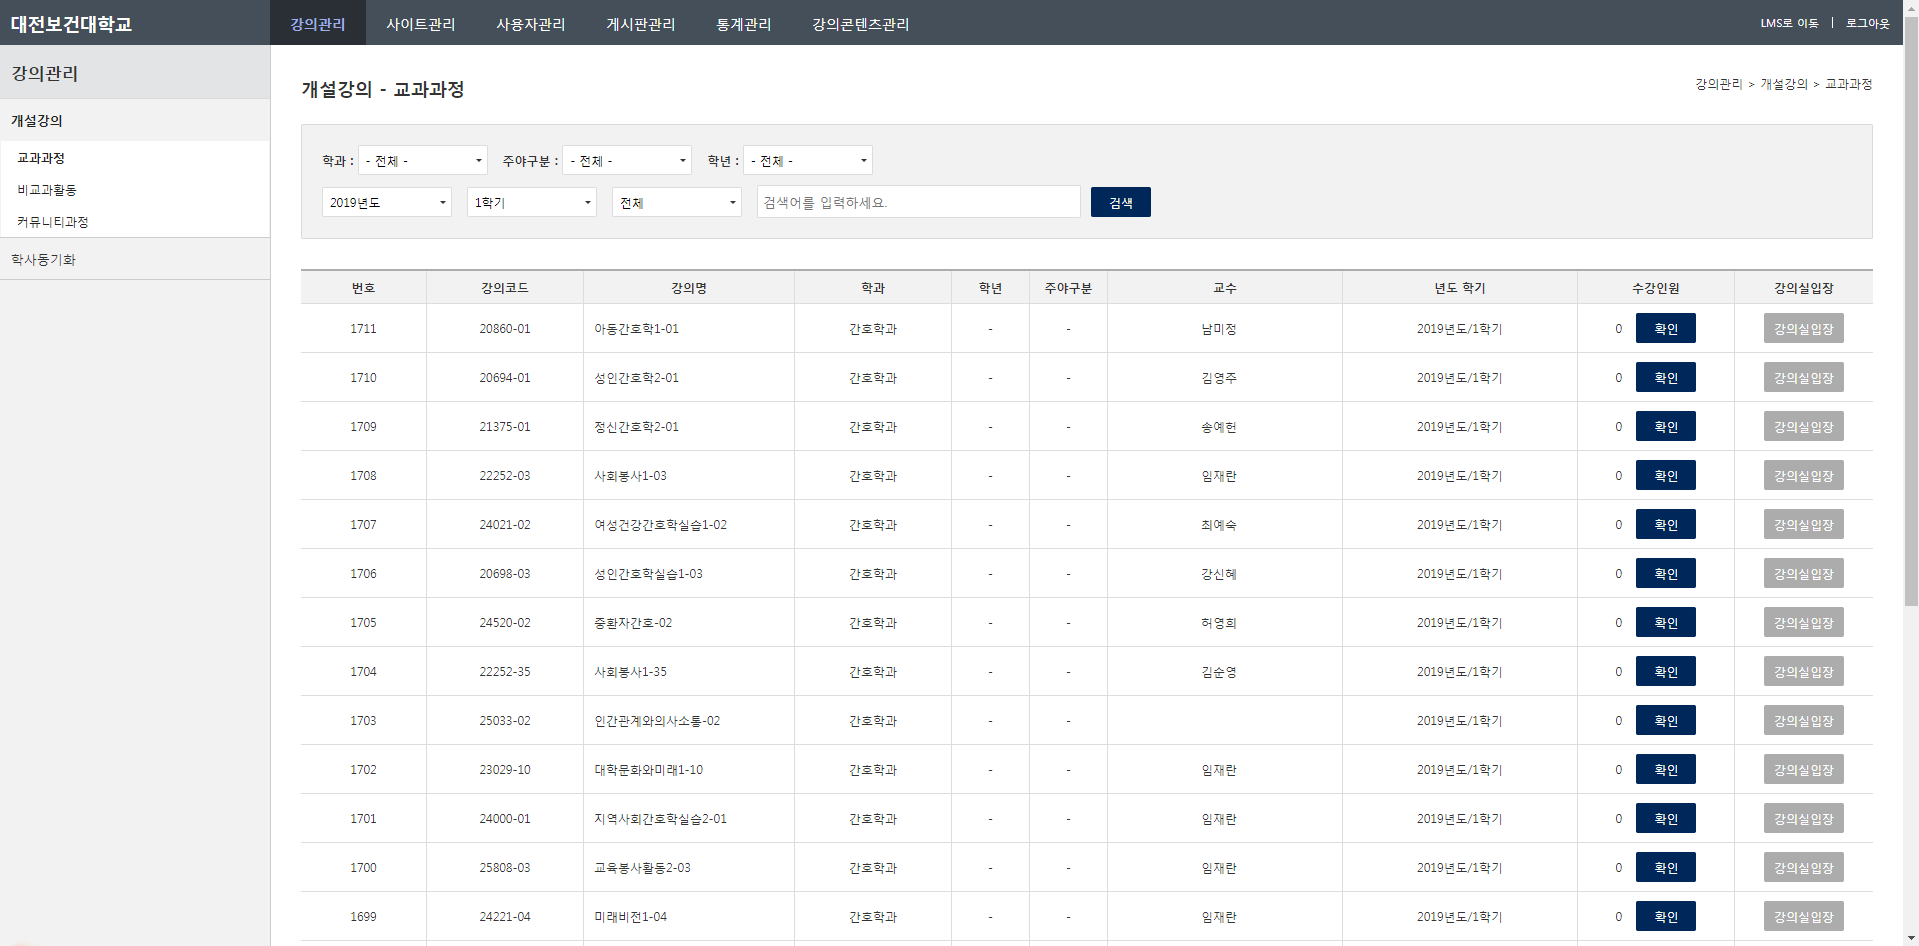 대전보건대학교 강의관리 사이트관리 사용자관리 게시판관리 통계관리 강의콘텐츠관리 LMS로 이동 | 로그아웃
강의관리
개설강의
교과과정
비교과활동
커뮤니티과정
학사동기화
개설강의 - 교과과정
강의관리 > 개설강의 > 교과과정
학과 : - 전체 - 주야구분 : - 전체 - 학년 : - 전체 -
2019년도 1학기 전체 검색어를 입력하세요. 검색
번호 강의코드 강의명 학과 학년 주야구분 교수 년도 학기 수강인원 강의실입장
1711 20860-01 아동간호학1-01 간호학과 - - 남미정 2019년도/1학기 0 확인 강의실입장
1710 20694-01 성인간호학2-01 간호학과 - - 김영주 2019년도/1학기 0 확인 강의실입장
1709 21375-01 정신간호학2-01 간호학과 - - 송예헌 2019년도/1학기 0 확인 강의실입장
1708 22252-03 사회봉사1-03 간호학과 - - 임재란 2019년도/1학기 0 확인 강의실입장
1707 24021-02 여성건강간호학실습1-02 간호학과 - - 최예숙 2019년도/1학기 0 확인 강의실입장
1706 20698-03 성인간호학실습1-03 간호학과 - - 강신혜 2019년도/1학기 0 확인 강의실입장
1705 24520-02 중환자간호-02 간호학과 - - 허영희 2019년도/1학기 0 확인 강의실입장
1704 22252-35 사회봉사1-35 간호학과 - - 김순영 2019년도/1학기 0 확인 강의실입장
1703 25033-02 인간관계와의사소통-02 간호학과 - - 2019년도/1학기 0 확인 강의실입장
1702 23029-10 대학문화와미래1-10 간호학과 - - 임재란 2019년도/1학기 0 확인 강의실입장
1701 24000-01 지역사회간호학실습2-01 간호학과 - - 임재란 2019년도/1학기 0 확인 강의실입장
1700 25808-03 교육봉사활동2-03 간호학과 - - 임재란 2019년도/1학기 0 확인 강의실입장
1699 24221-04 미래비전1-04 간호학과 - - 임재란 2019년도/1학기 0 확인 강의실입장